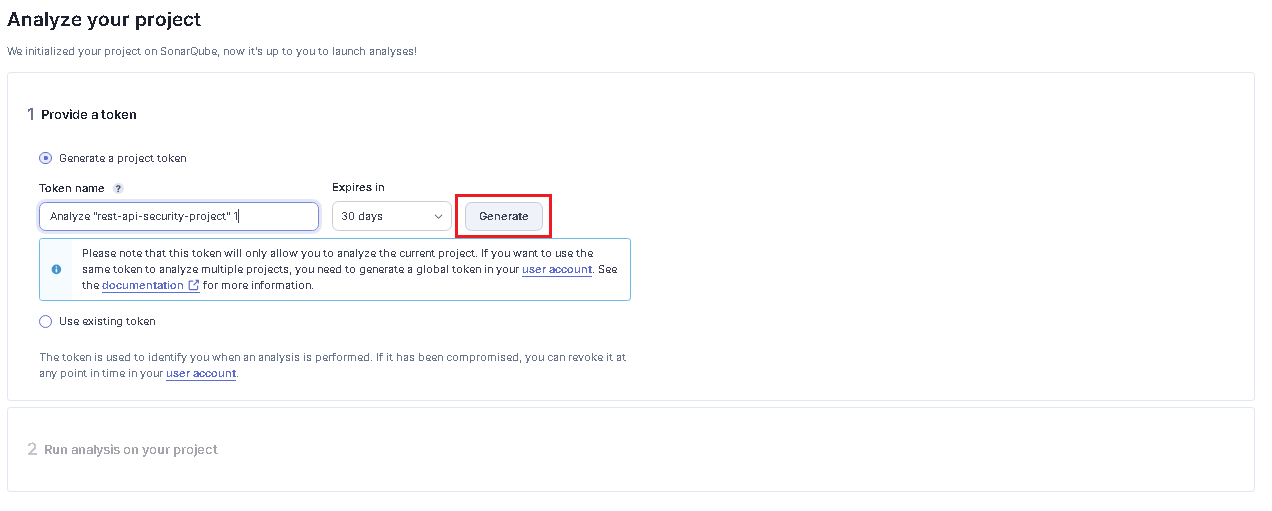 Analyze your project
We initialized your project on SonarQube, now it's up to you to launch analyses!
1 Provide a token
Generate a project token
Token name ? Expires in
Analyze "rest-api-security-project" 1 30 days Generate
Please note that this token will only allow you to analyze the current project. If you want to use the
same token to analyze multiple projects, you need to generate a global token in your user account. See
the documentation for more information.
Use existing token
The token is used to identify you when an analysis is performed. If it has been compromised, you can revoke it at
any point in time in your user account.
2 Run analysis on your project